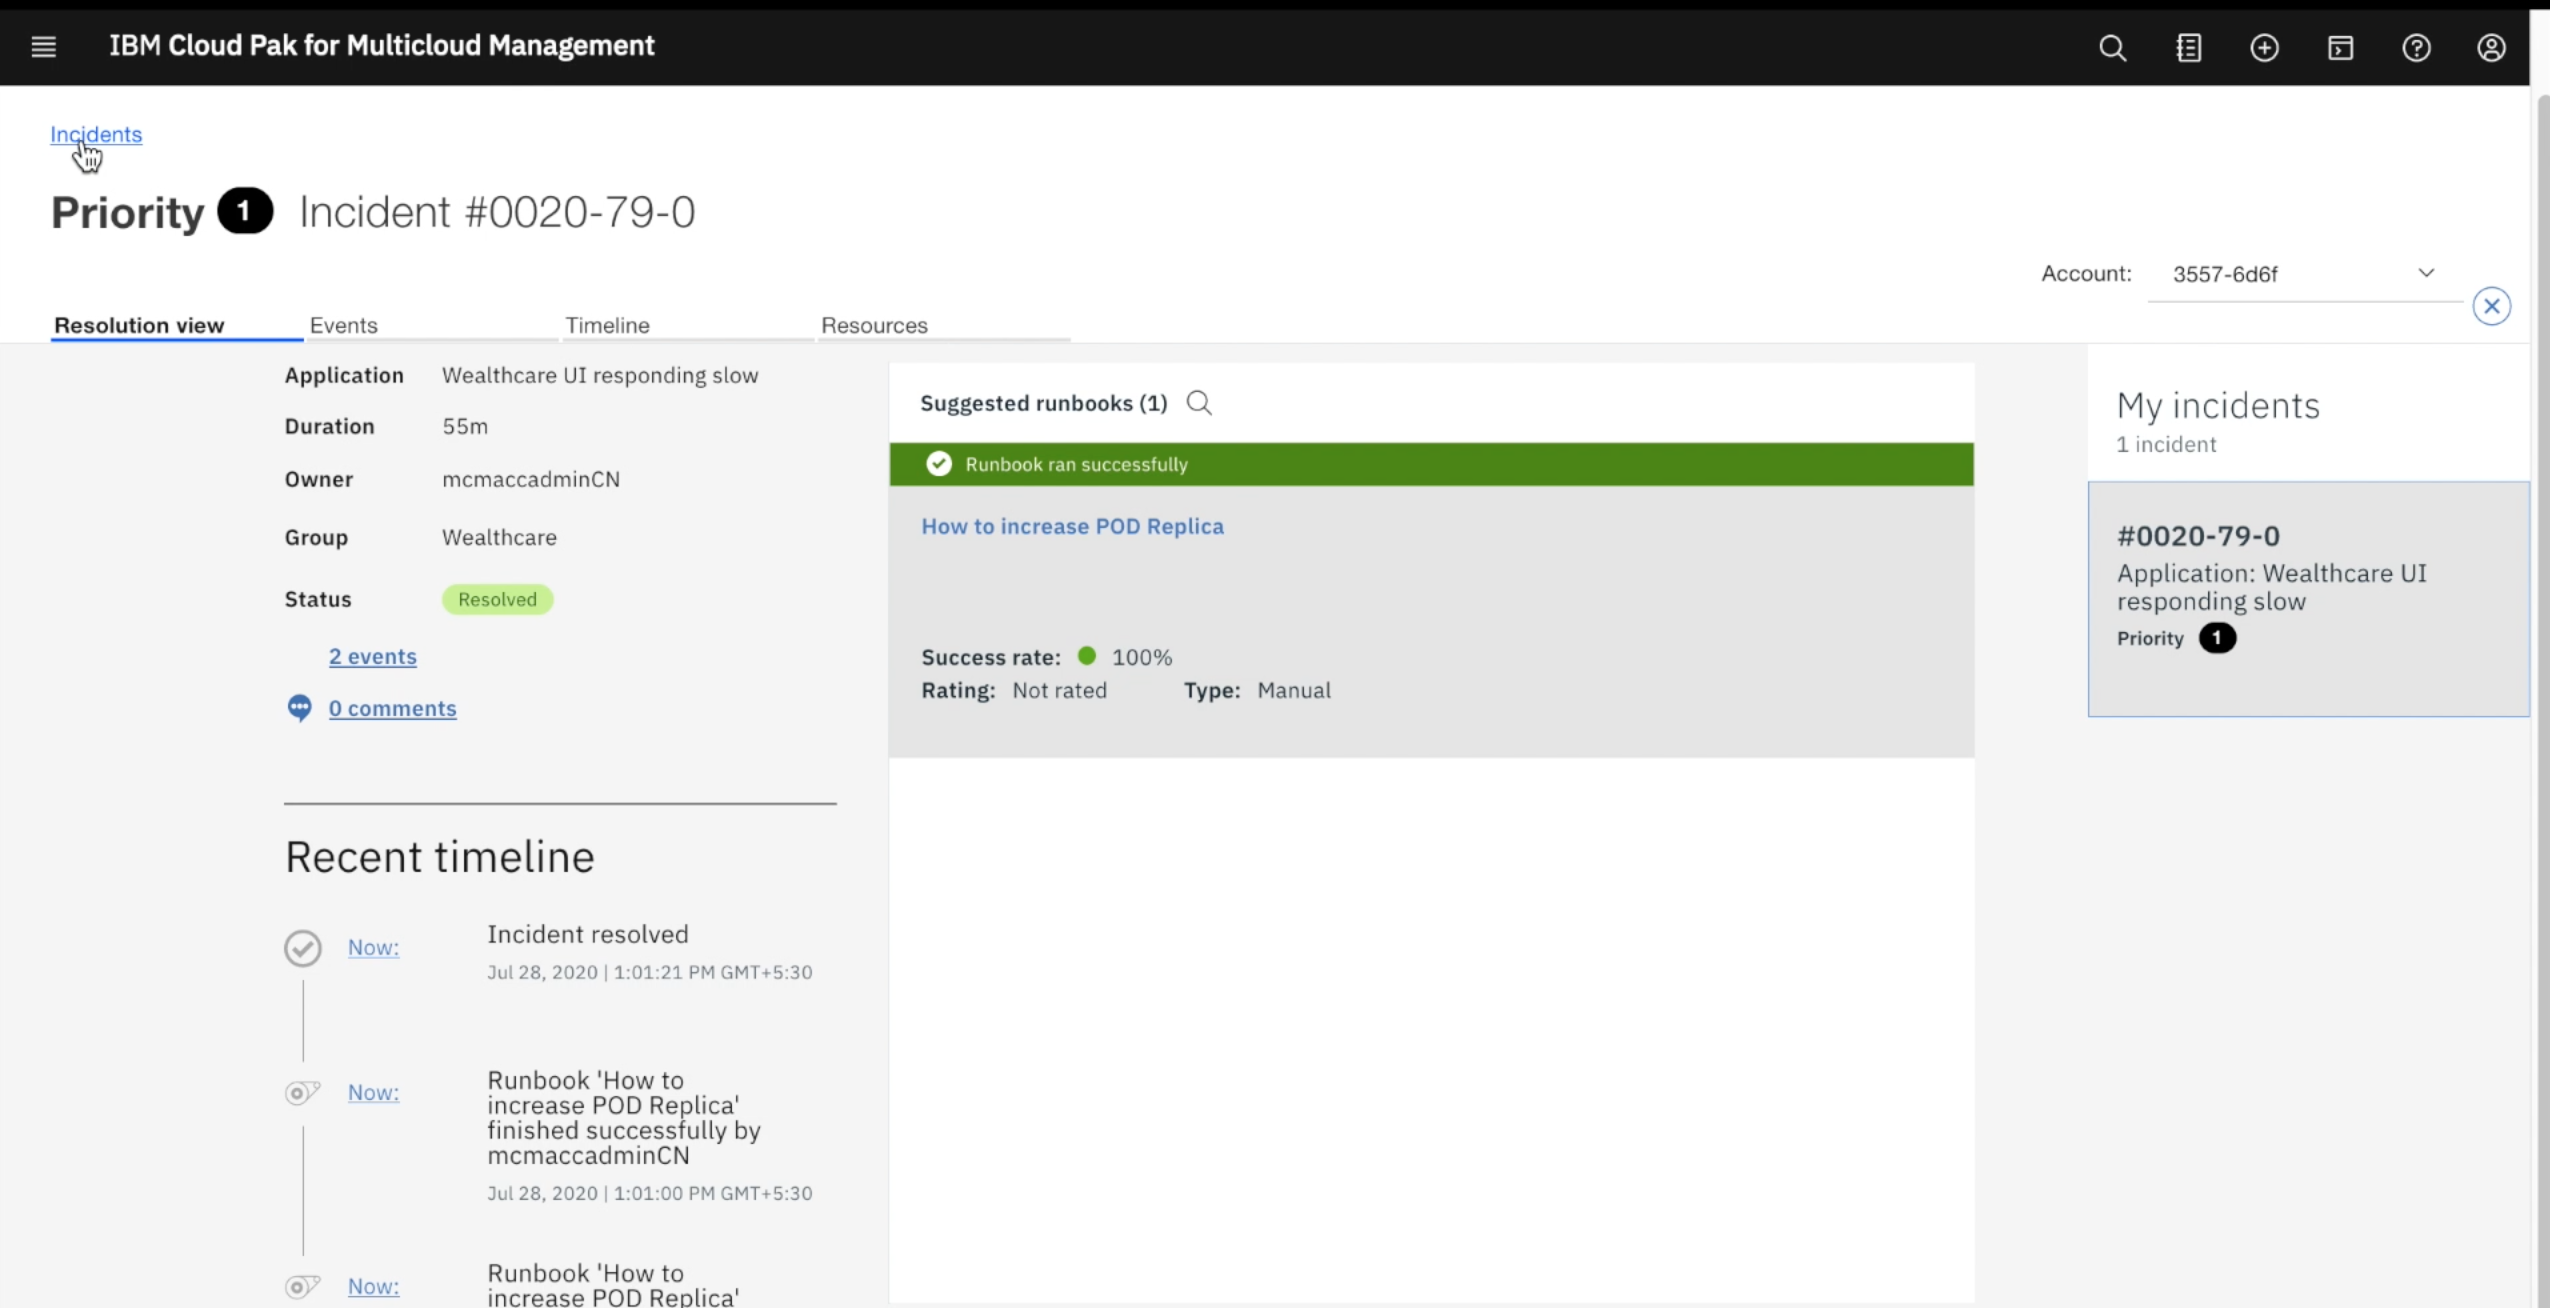 IBM Cloud Pak for Multicloud Management
Incidents
Priority 1 Incident #0020-79-0
Account: 3557-6d6f
Resolution view Events Timeline Resources
Application Wealthcare UI responding slow
Duration 55m
Owner mcmaccadminCN
Group Wealthcare
Status Resolved
2 events
0 comments
Recent timeline
Now: Incident resolved
Jul 28, 2020 | 1:01:21 PM GMT+5:30
Now: Runbook 'How to
increase POD Replica'
finished successfully by
mcmaccadminCN
Jul 28, 2020 | 1:01:00 PM GMT+5:30
Now: Runbook 'How to
increase POD Replica'
Suggested runbooks (1)
Runbook ran successfully
How to increase POD Replica
Success rate: 100%
Rating: Not rated Type: Manual
My incidents
1 incident
#0020-79-0
Application: Wealthcare UI
responding slow
Priority 1